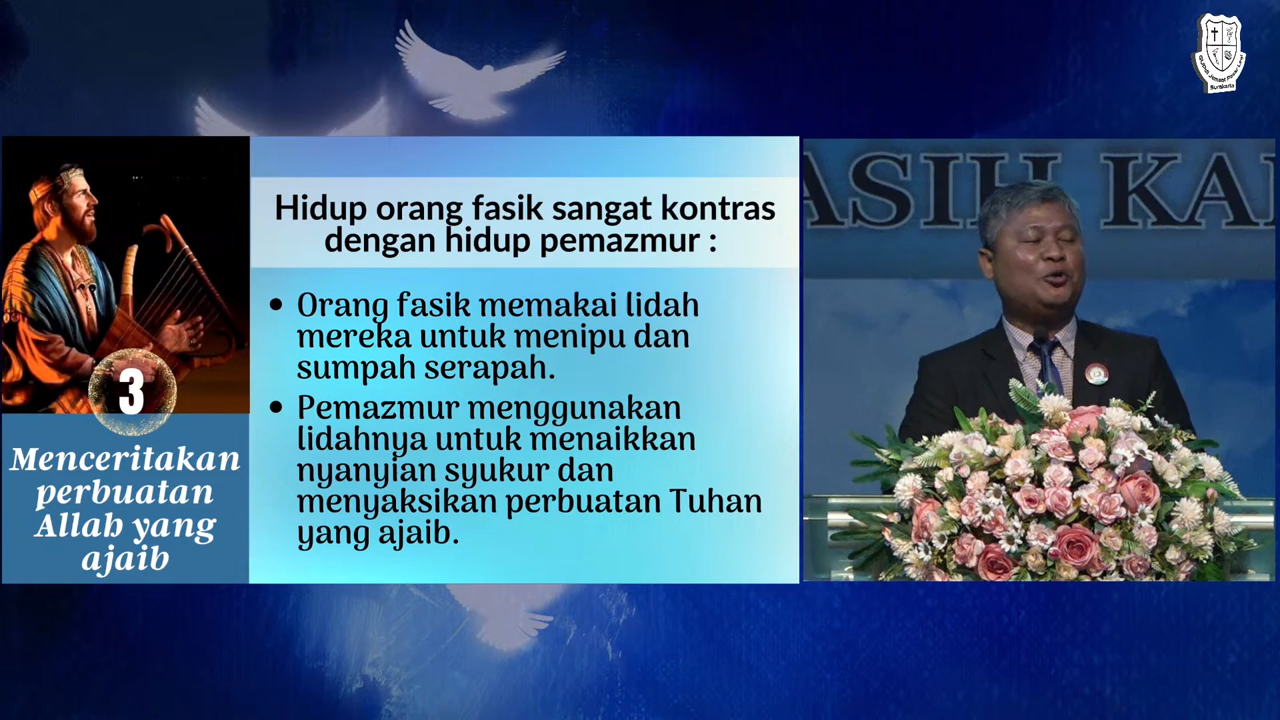 Hidup orang fasik sangat kontras
dengan hidup pemazmur :
• Orang fasik memakai lidah
mereka untuk menipu dan
sumpah serapah.
• Pemazmur menggunakan
lidahnya untuk menaikkan
nyanyian syukur dan
menyaksikan perbuatan Tuhan
yang ajaib.
3
Menceritakan
perbuatan
Allah yang
ajaib
ASIH KA
Surakarta